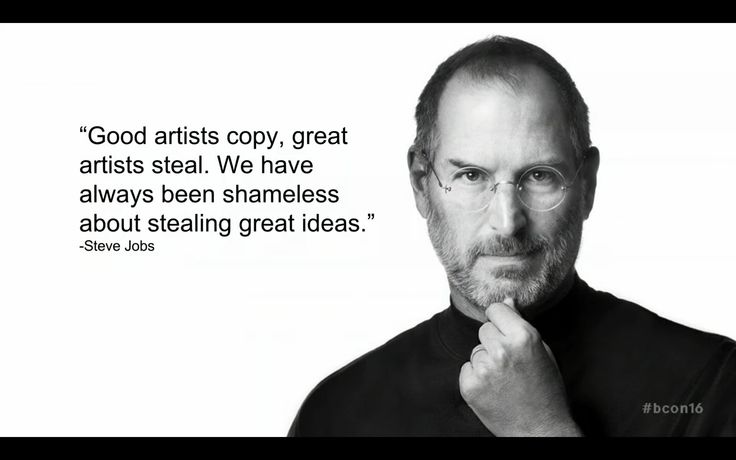 “Good artists copy, great
artists steal. We have
always been shameless
about stealing great ideas.”
-Steve Jobs
#bcon16